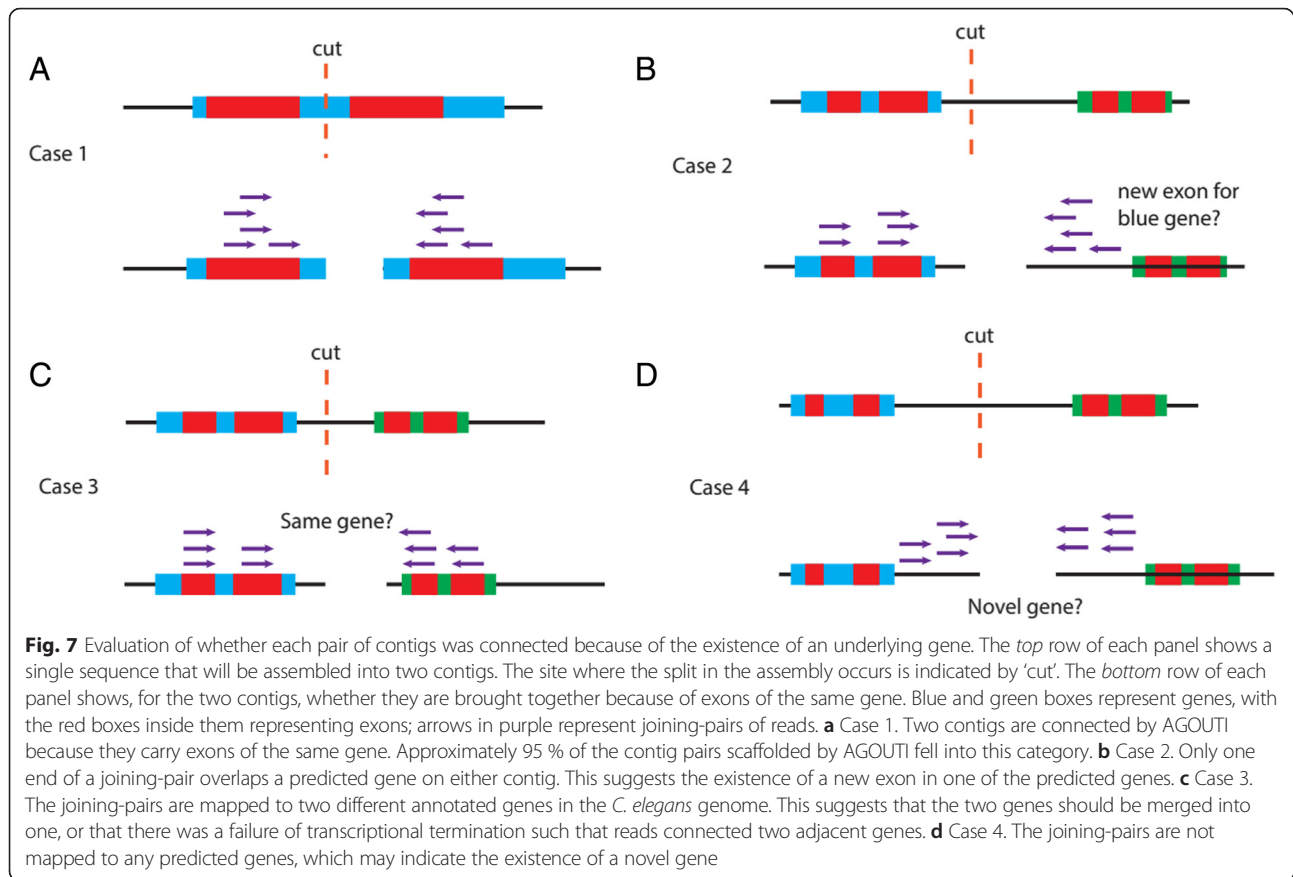 A
cut
Case 1
B
cut
Case 2
new exon for
blue gene?
C
cut
Case 3
Same gene?
D
cut
Case 4
Novel gene?
Fig. 7 Evaluation of whether each pair of contigs was connected because of the existence of an underlying gene. The top row of each panel shows a
single sequence that will be assembled into two contigs. The site where the split in the assembly occurs is indicated by ‘cut’. The bottom row of each
panel shows, for the two contigs, whether they are brought together because of exons of the same gene. Blue and green boxes represent genes, with
the red boxes inside them representing exons; arrows in purple represent joining-pairs of reads. a Case 1. Two contigs are connected by AGOUTI
because they carry exons of the same gene. Approximately 95 % of the contig pairs scaffolded by AGOUTI fell into this category. b Case 2. Only one
end of a joining-pair overlaps a predicted gene on either contig. This suggests the existence of a new exon in one of the predicted genes. c Case 3.
The joining-pairs are mapped to two different annotated genes in the C. elegans genome. This suggests that the two genes should be merged into
one, or that there was a failure of transcriptional termination such that reads connected two adjacent genes. d Case 4. The joining-pairs are not
mapped to any predicted genes, which may indicate the existence of a novel gene